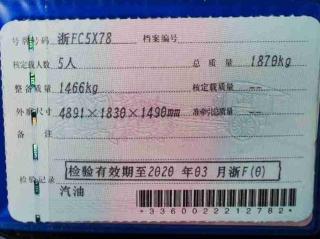 号牌号码 浙FC5X78 档案编号
核定载人数 5人 总质量 1870kg
整备质量 1466kg 核定载质量 --
外廓尺寸 4891×1830×1490mm 准牵引总质量 --
备注
检验有效期至2020年03月浙F(0)
检验记录
汽油
*3360022212782*